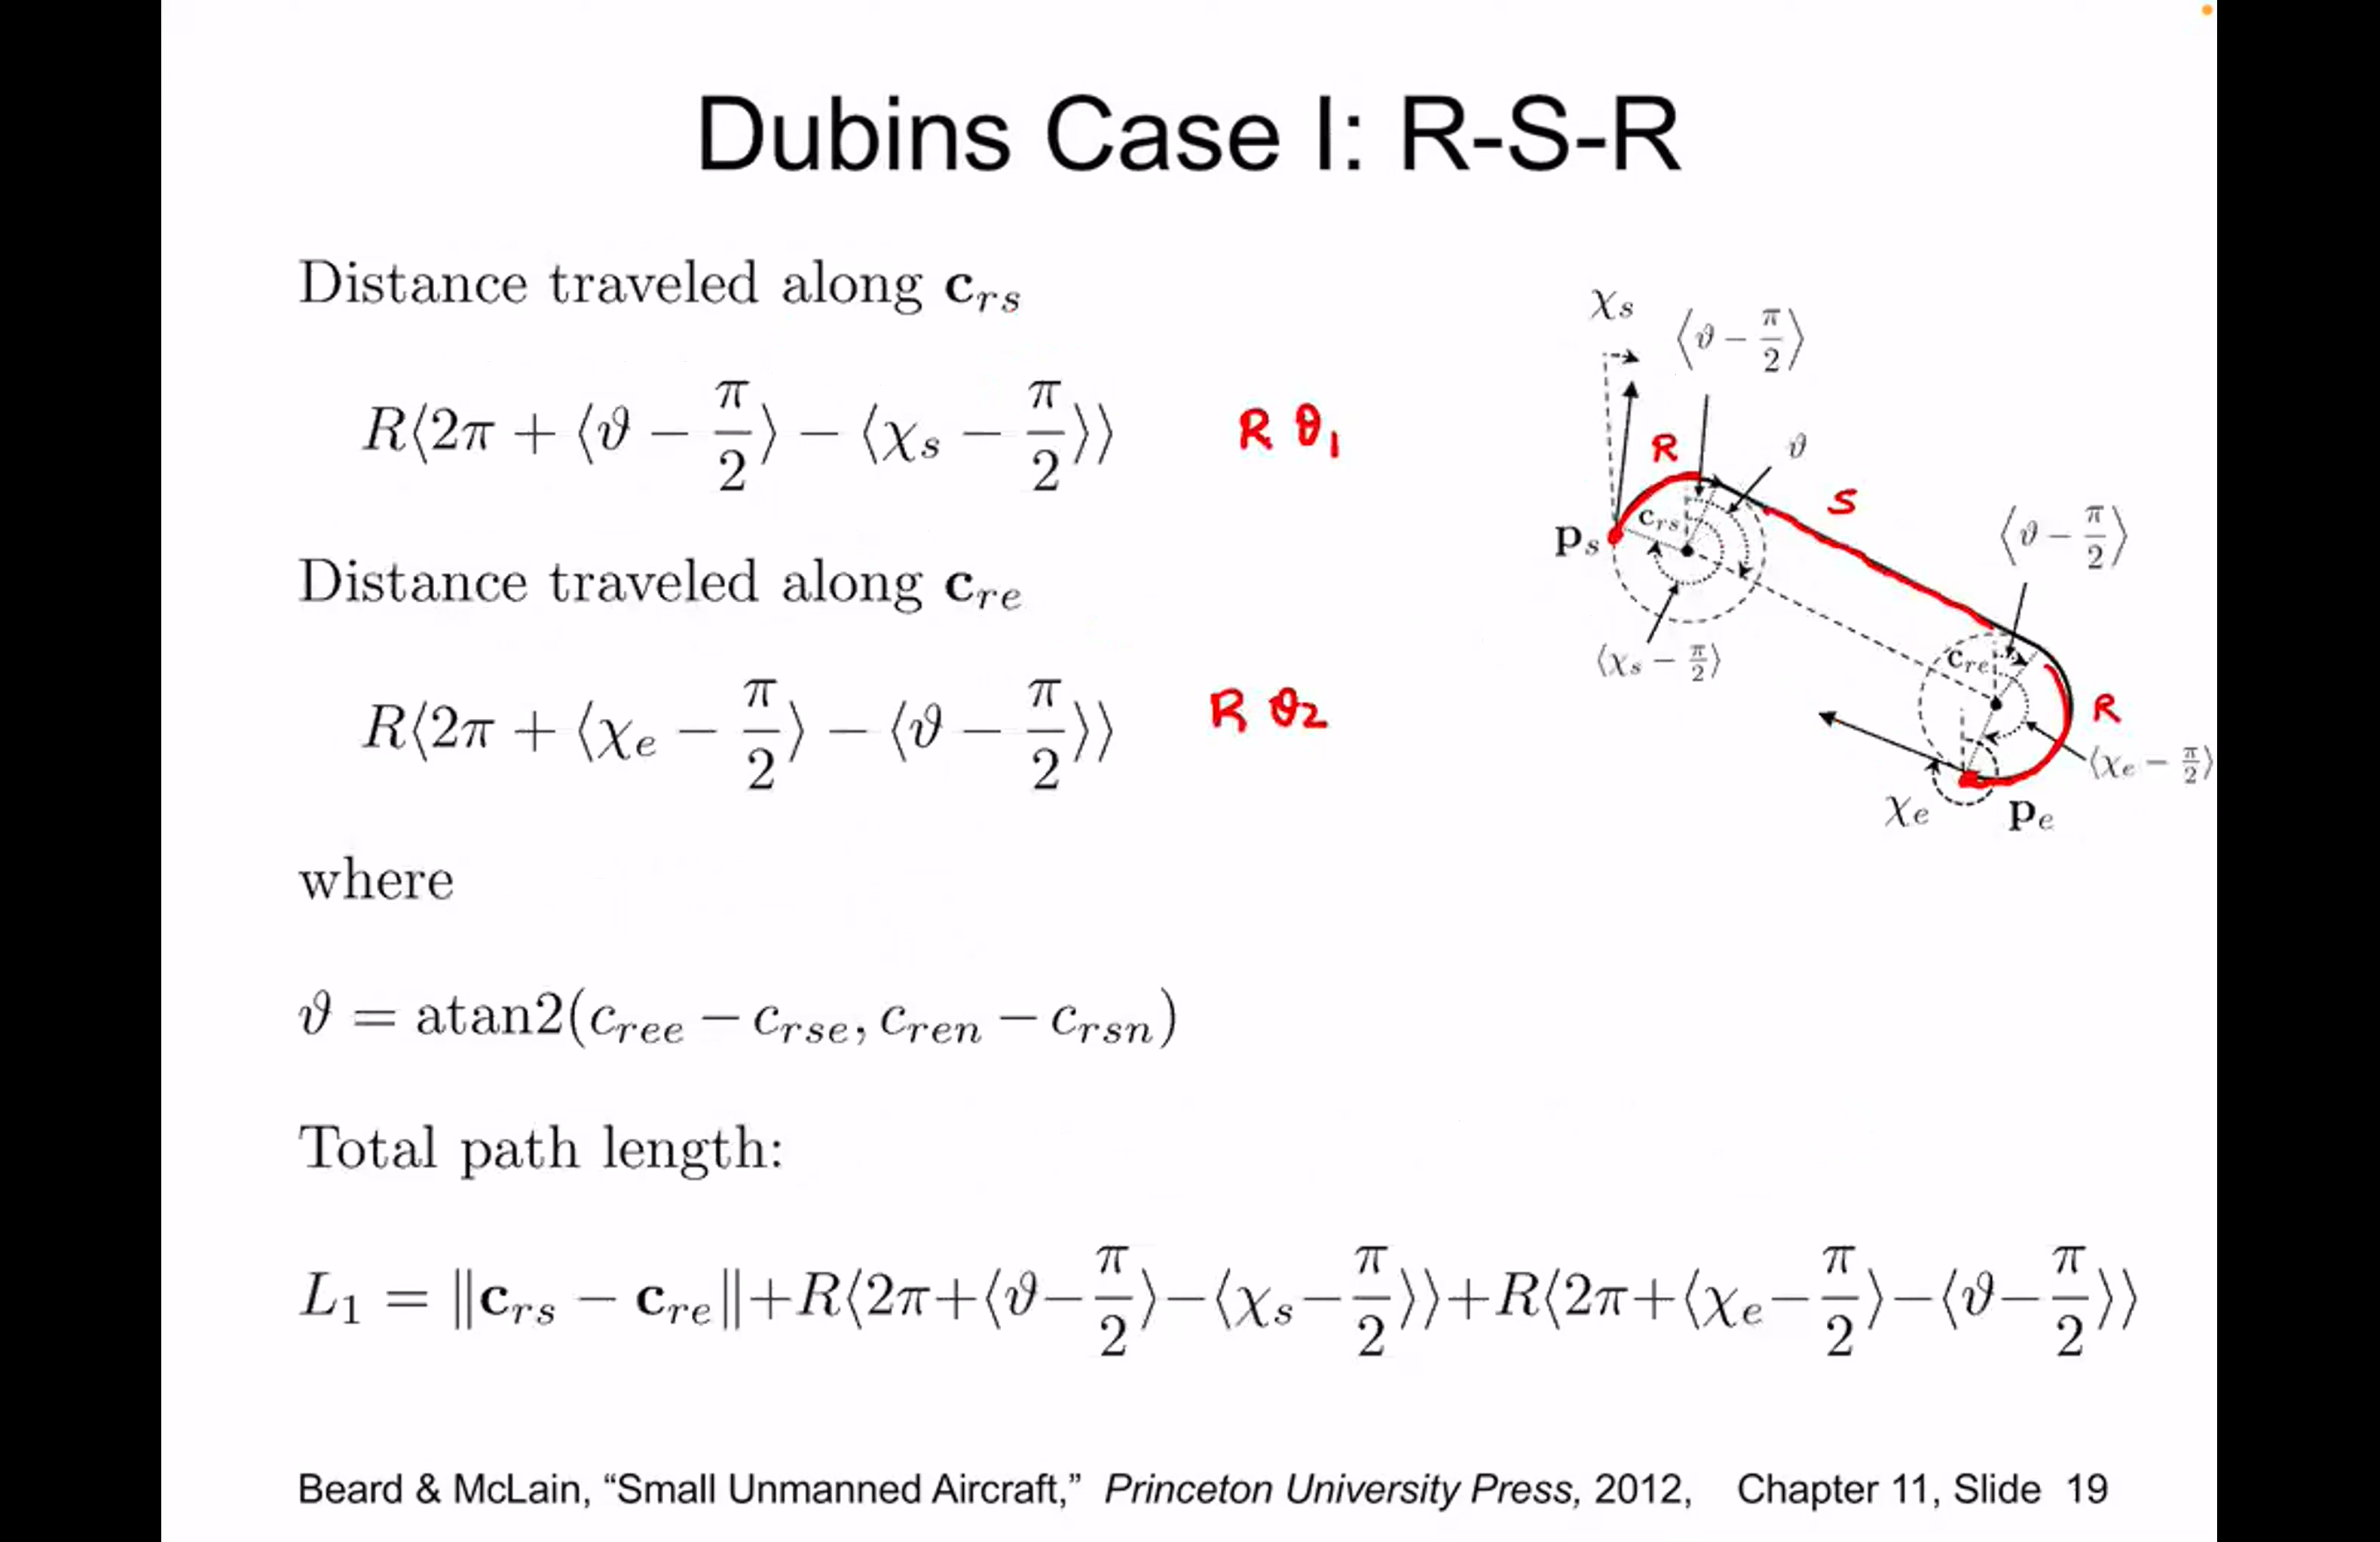 Dubins Case I: R-S-R
Distance traveled along c_rs
R⟨2π + ⟨ϑ − π/2⟩ − ⟨χ_s − π/2⟩⟩
R θ_1
Distance traveled along c_re
R⟨2π + ⟨χ_e − π/2⟩ − ⟨ϑ − π/2⟩⟩
R ϑ_2
where
ϑ = atan2(c_ree − c_rse, c_ren − c_rsn)
Total path length:
L_1 = ‖c_rs − c_re‖+R⟨2π+⟨ϑ−π/2⟩−⟨χ_s−π/2⟩⟩+R⟨2π+⟨χ_e−π/2⟩−⟨ϑ−π/2⟩⟩
χ_s
⟨ϑ − π/2⟩
R
ϑ
S
c_rs
p_s
⟨ϑ − π/2⟩
⟨χ_s − π/2⟩
c_re
R
⟨χ_e − π/2⟩
χ_e
p_e
Beard & McLain, “Small Unmanned Aircraft,” Princeton University Press, 2012, Chapter 11, Slide 19